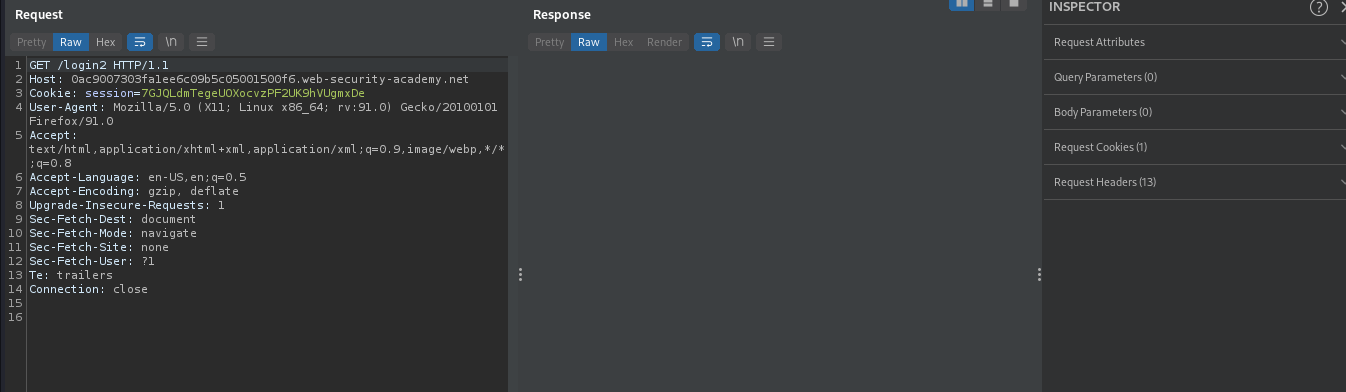 Request
Pretty Raw Hex \n
1 GET /login2 HTTP/1.1
2 Host: 0ac9007303fa1ee6c09b5c05001500f6.web-security-academy.net
3 Cookie: session=7GJQLdmTegeUOXocvzPF2UK9hVUgmxDe
4 User-Agent: Mozilla/5.0 (X11; Linux x86_64; rv:91.0) Gecko/20100101
Firefox/91.0
5 Accept:
text/html,application/xhtml+xml,application/xml;q=0.9,image/webp,*/*
;q=0.8
6 Accept-Language: en-US,en;q=0.5
7 Accept-Encoding: gzip, deflate
8 Upgrade-Insecure-Requests: 1
9 Sec-Fetch-Dest: document
10 Sec-Fetch-Mode: navigate
11 Sec-Fetch-Site: none
12 Sec-Fetch-User: ?1
13 Te: trailers
14 Connection: close
15
16
Response
Pretty Raw Hex Render \n
INSPECTOR
Request Attributes
Query Parameters (0)
Body Parameters (0)
Request Cookies (1)
Request Headers (13)